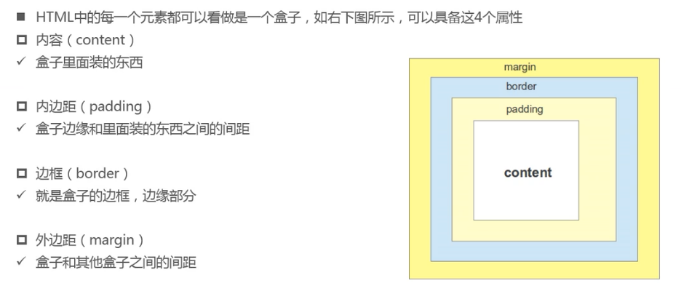 ■ HTML中的每一个元素都可以看做是一个盒子，如右下图所示，可以具备这4个属性
□ 内容（content）
✓ 盒子里面装的东西
□ 内边距（padding）
✓ 盒子边缘和里面装的东西之间的间距
□ 边框（border）
✓ 就是盒子的边框，边缘部分
□ 外边距（margin）
✓ 盒子和其他盒子之间的间距
margin
border
padding
content